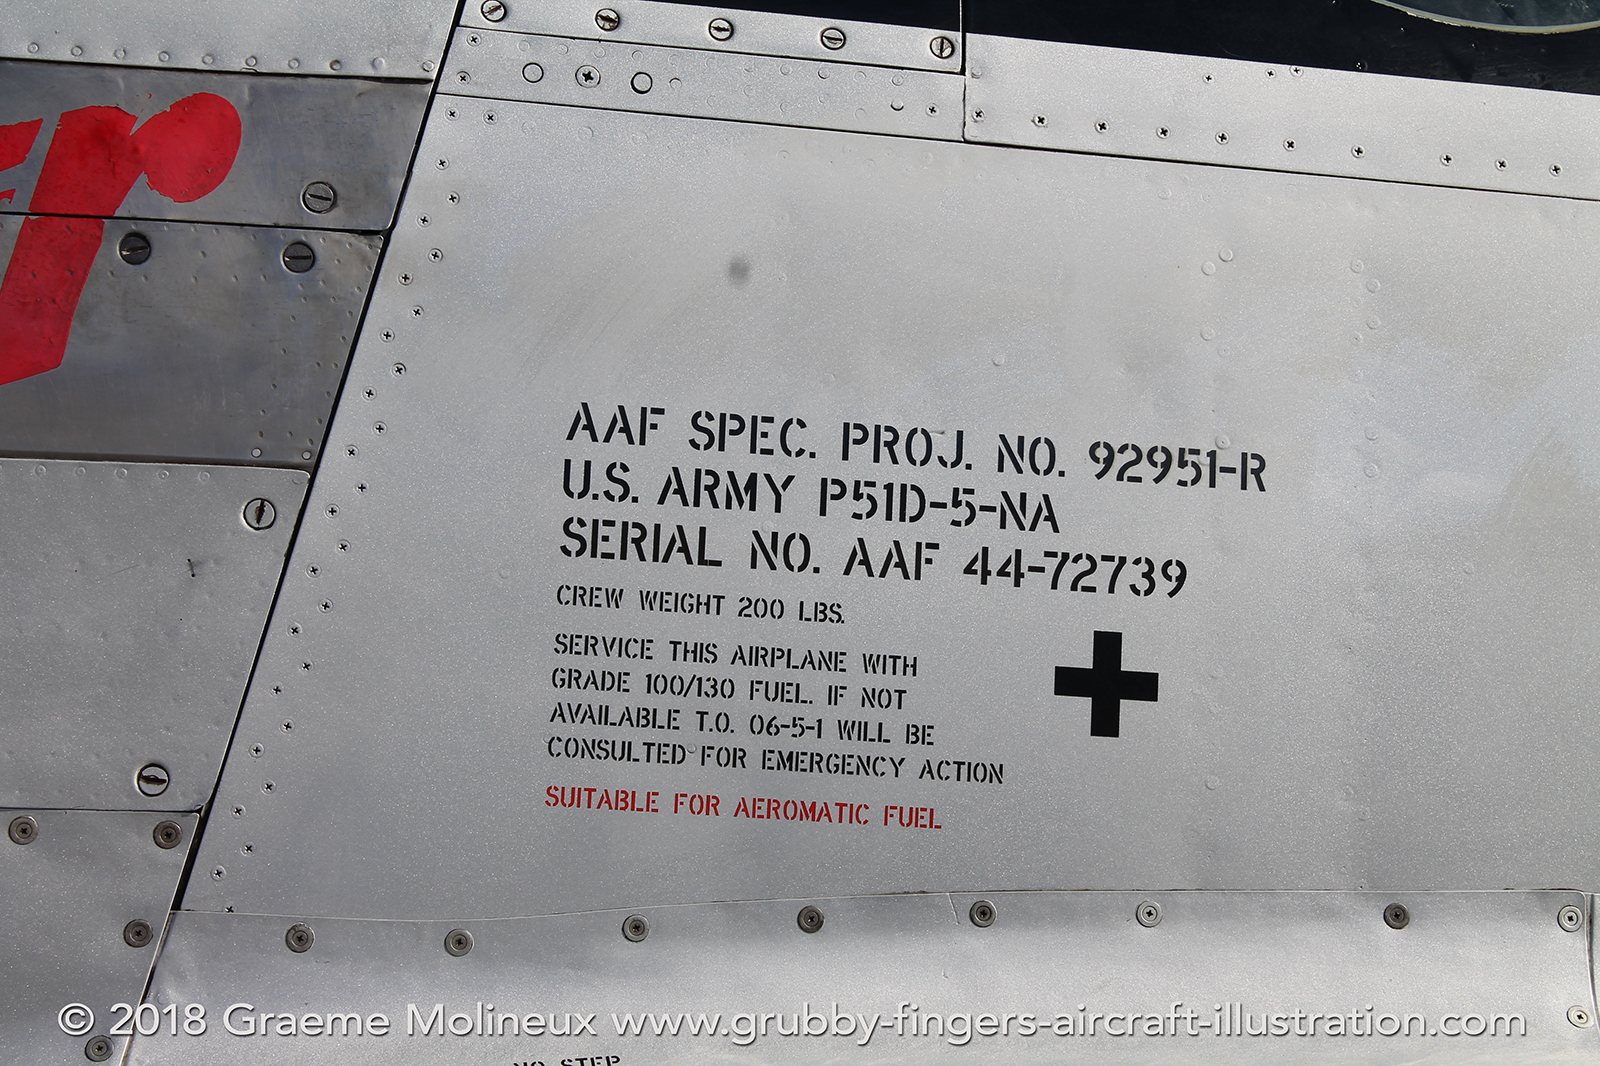 AAF SPEC. PROJ. NO. 92951-R
U.S. ARMY P51D-5-NA
SERIAL NO. AAF 44-72739
CREW WEIGHT 200 LBS.
SERVICE THIS AIRPLANE WITH
GRADE 100/130 FUEL. IF NOT
AVAILABLE T.O. 06-5-1 WILL BE
CONSULTED FOR EMERGENCY ACTION
SUITABLE FOR AEROMATIC FUEL
© 2018 Graeme Molineux www.grubby-fingers-aircraft-illustration.com
NO STEP